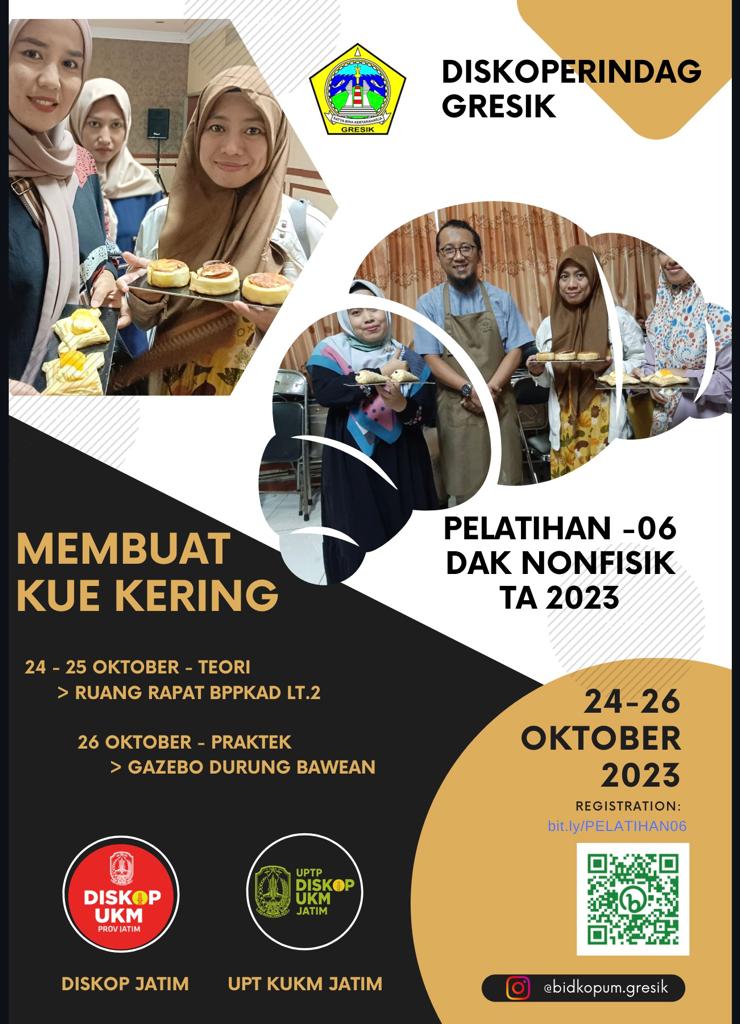 DISKOPERINDAG
GRESIK
GRESIK
MEMBUAT
KUE KERING
PELATIHAN -06
DAK NONFISIK
TA 2023
24 - 25 OKTOBER - TEORI
> RUANG RAPAT BPPKAD LT.2
26 OKTOBER - PRAKTEK
> GAZEBO DURUNG BAWEAN
24-26
OKTOBER
2023
REGISTRATION:
bit.ly/PELATIHAN06
DISKOP
UKM
PROV JATIM
UPTP
DISKOP
UKM
JATIM
DISKOP JATIM
UPT KUKM JATIM
@bidkopum.gresik